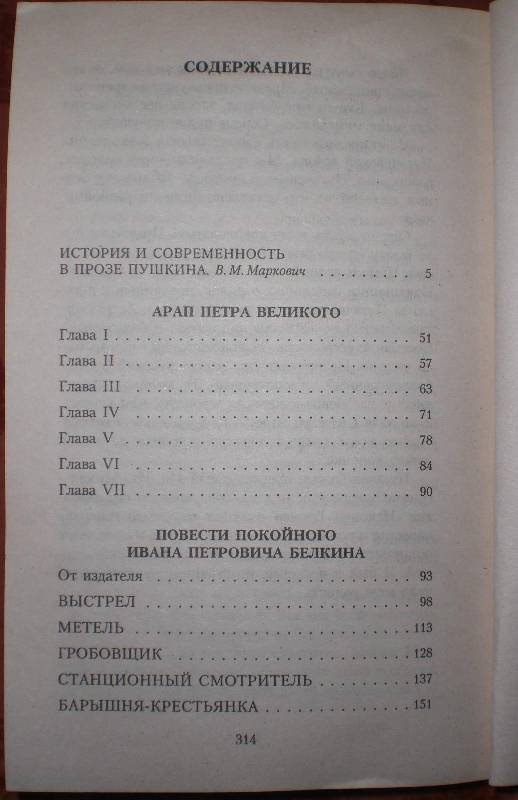 СОДЕРЖАНИЕ
ИСТОРИЯ И СОВРЕМЕННОСТЬ
В ПРОЗЕ ПУШКИНА. В. М. Маркович . . . . . . . . . 5
АРАП ПЕТРА ВЕЛИКОГО
Глава I . . . . . . . . . . . . . . . . . . . . . . . . . . . 51
Глава II . . . . . . . . . . . . . . . . . . . . . . . . . . 57
Глава III . . . . . . . . . . . . . . . . . . . . . . . . . 63
Глава IV . . . . . . . . . . . . . . . . . . . . . . . . . 71
Глава V . . . . . . . . . . . . . . . . . . . . . . . . . 78
Глава VI . . . . . . . . . . . . . . . . . . . . . . . . . 84
Глава VII . . . . . . . . . . . . . . . . . . . . . . . . 90
ПОВЕСТИ ПОКОЙНОГО
ИВАНА ПЕТРОВИЧА БЕЛКИНА
От издателя . . . . . . . . . . . . . . . . . . . . . . . 93
ВЫСТРЕЛ . . . . . . . . . . . . . . . . . . . . . . . . 98
МЕТЕЛЬ . . . . . . . . . . . . . . . . . . . . . . . . 113
ГРОБОВЩИК . . . . . . . . . . . . . . . . . . . . . 128
СТАНЦИОННЫЙ СМОТРИТЕЛЬ . . . . . . . . 137
БАРЫШНЯ-КРЕСТЬЯНКА . . . . . . . . . . . . . 151
314